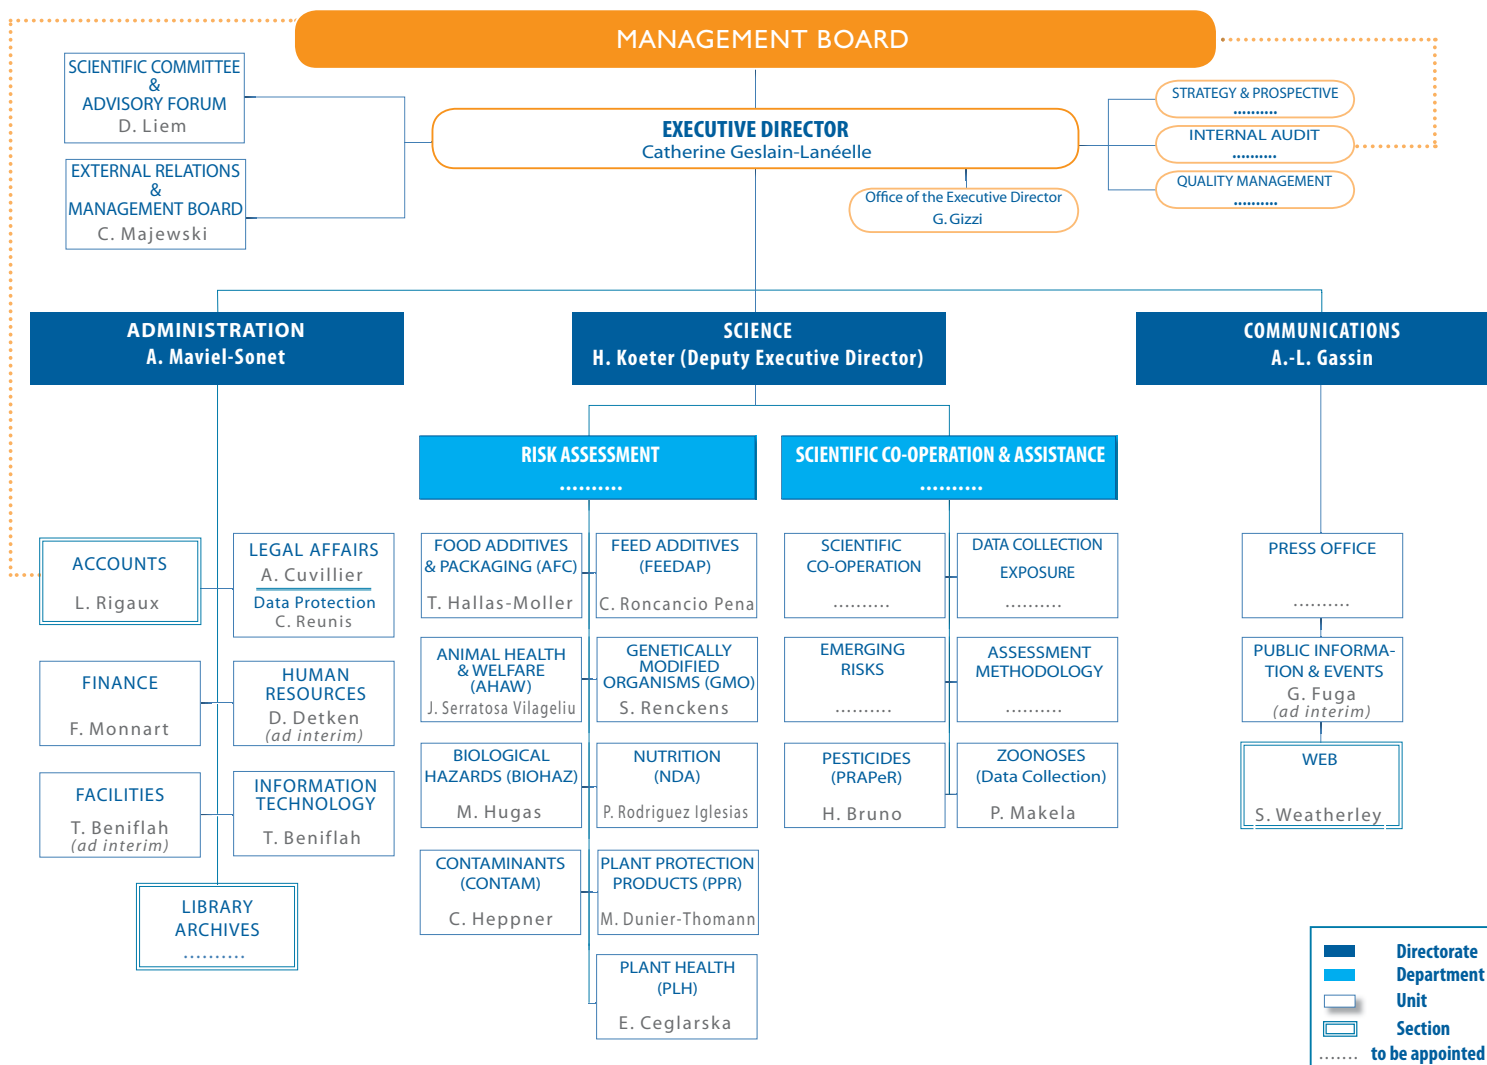 MANAGEMENT BOARD
SCIENTIFIC COMMITTEE
&
ADVISORY FORUM
D. Liem
EXTERNAL RELATIONS
&
MANAGEMENT BOARD
C. Majewski
EXECUTIVE DIRECTOR
Catherine Geslain-Lanéelle
Office of the Executive Director
G. Gizzi
STRATEGY & PROSPECTIVE
..........
INTERNAL AUDIT
..........
QUALITY MANAGEMENT
..........
ADMINISTRATION
A. Maviel-Sonet
SCIENCE
H. Koeter (Deputy Executive Director)
COMMUNICATIONS
A.-L. Gassin
RISK ASSESSMENT
..........
SCIENTIFIC CO-OPERATION & ASSISTANCE
..........
ACCOUNTS
L. Rigaux
LEGAL AFFAIRS
A. Cuvillier
Data Protection
C. Reunis
FINANCE
F. Monnart
HUMAN
RESOURCES
D. Detken
(ad interim)
FACILITIES
T. Beniflah
(ad interim)
INFORMATION
TECHNOLOGY
T. Beniflah
LIBRARY
ARCHIVES
..........
FOOD ADDITIVES
& PACKAGING (AFC)
T. Hallas-Moller
FEED ADDITIVES
(FEEDAP)
C. Roncancio Pena
ANIMAL HEALTH
& WELFARE
(AHAW)
J. Serratosa Vilageliu
GENETICALLY
MODIFIED
ORGANISMS (GMO)
S. Renckens
BIOLOGICAL
HAZARDS (BIOHAZ)
M. Hugas
NUTRITION
(NDA)
P. Rodriguez Iglesias
CONTAMINANTS
(CONTAM)
C. Heppner
PLANT PROTECTION
PRODUCTS (PPR)
M. Dunier-Thomann
PLANT HEALTH
(PLH)
E. Ceglarska
SCIENTIFIC
CO-OPERATION
..........
DATA COLLECTION
EXPOSURE
..........
EMERGING
RISKS
..........
ASSESSMENT
METHODOLOGY
..........
PESTICIDES
(PRAPeR)
H. Bruno
ZOONOSES
(Data Collection)
P. Makela
PRESS OFFICE
..........
PUBLIC INFORMA-
TION & EVENTS
G. Fuga
(ad interim)
WEB
S. Weatherley
Directorate
Department
Unit
Section
....... to be appointed